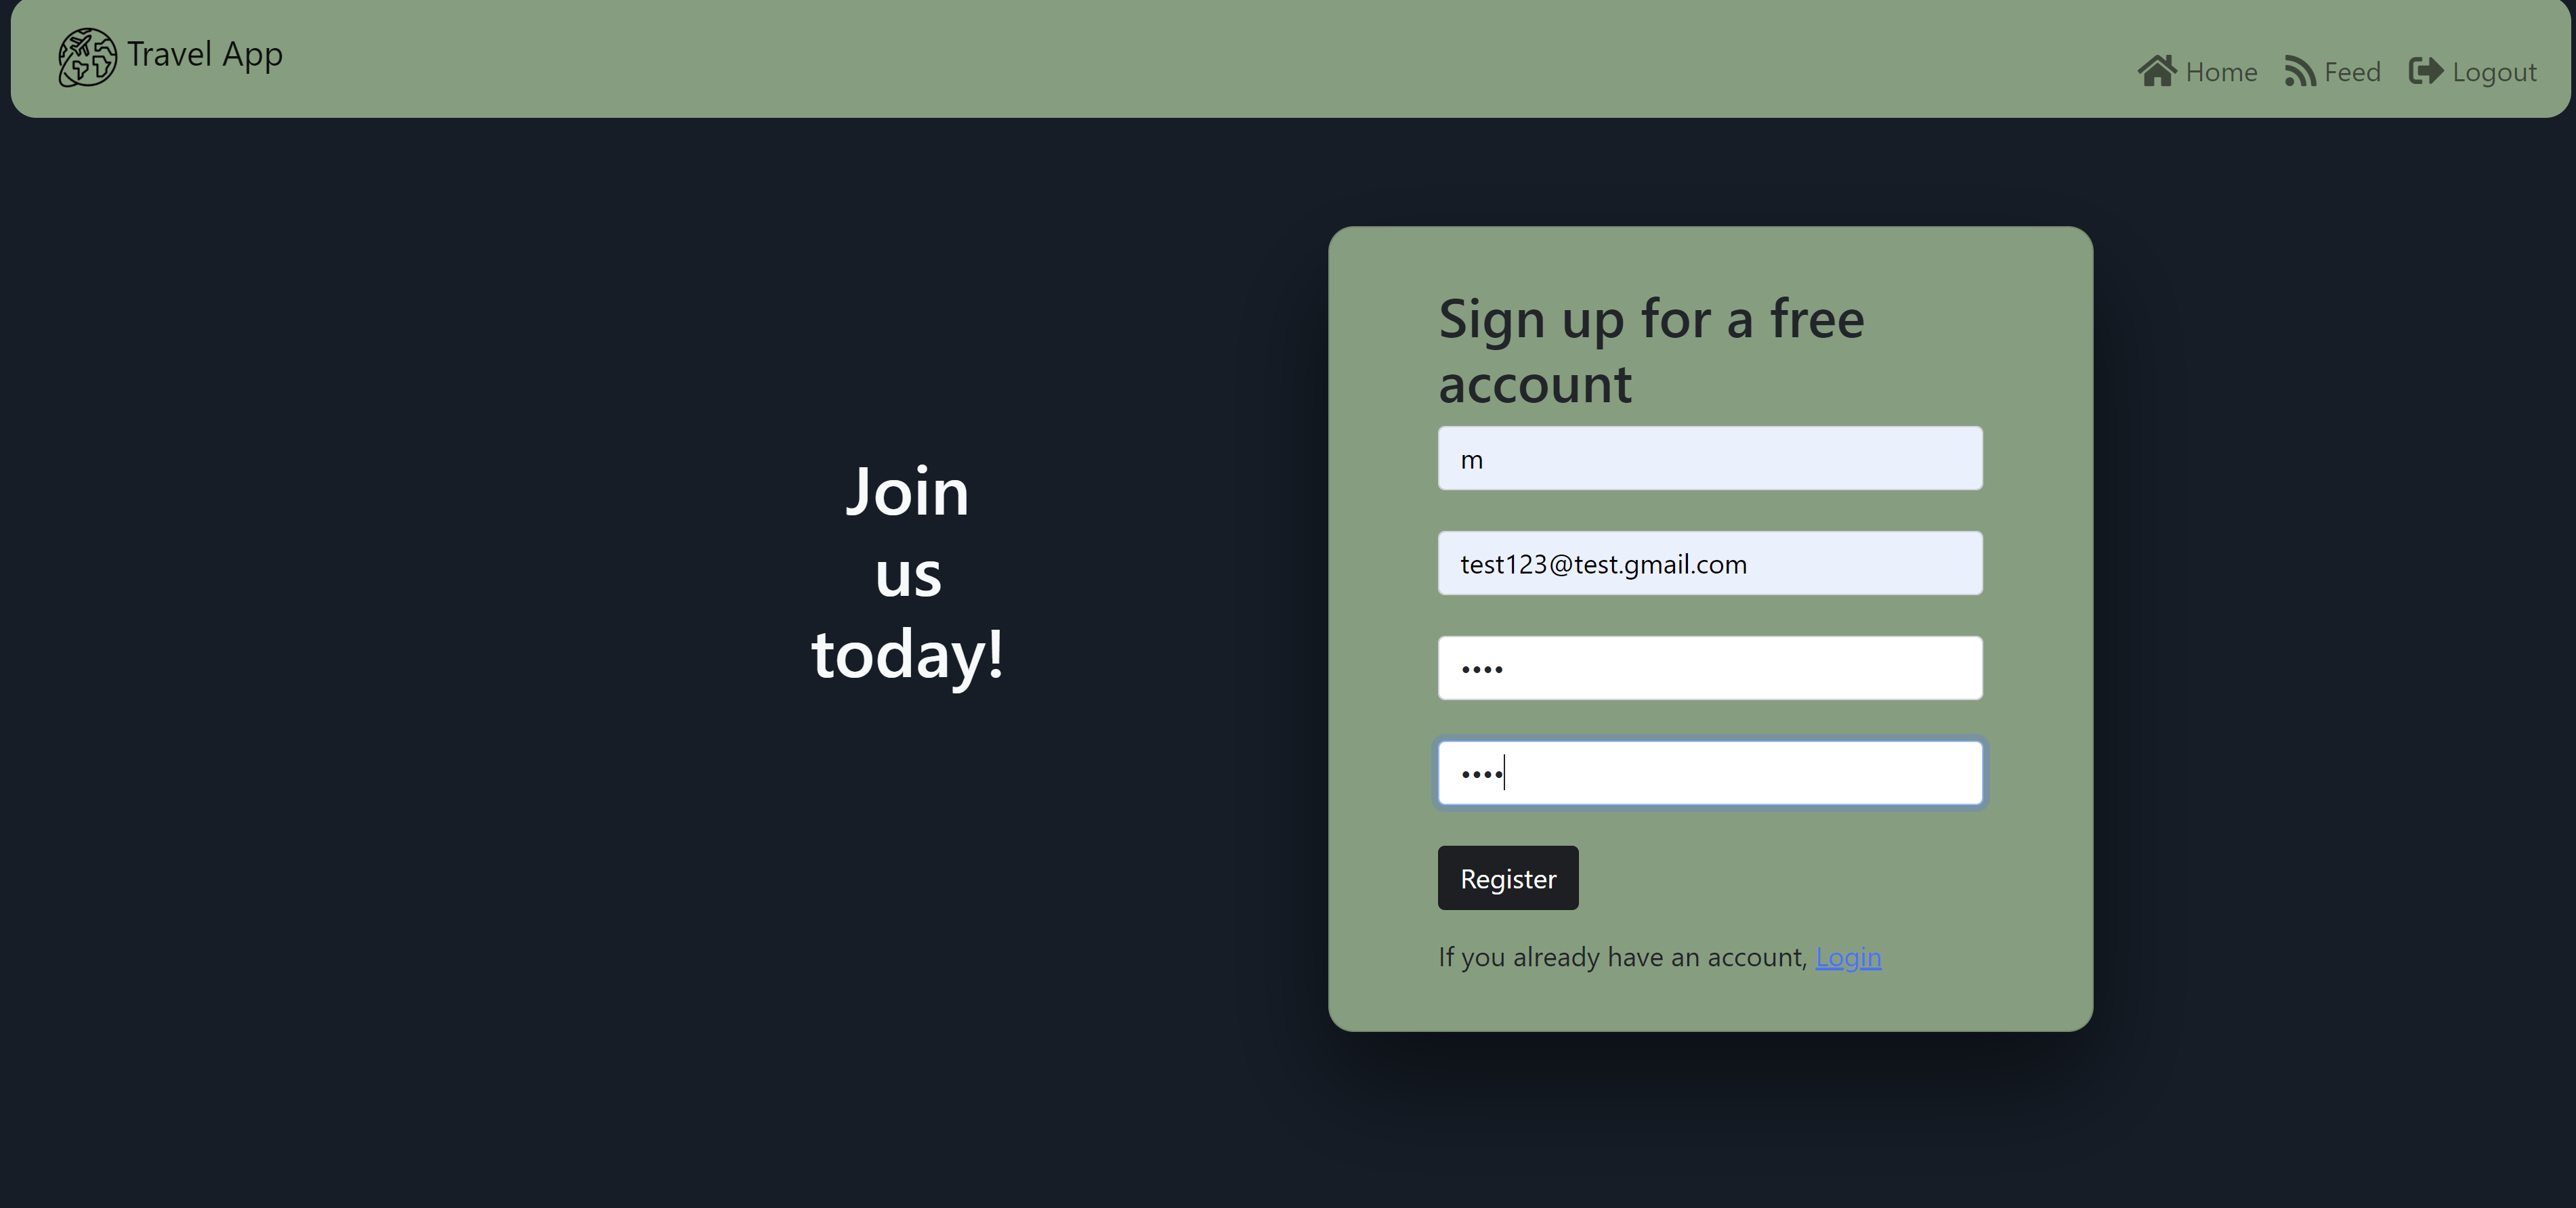 Travel App
Home Feed Logout
Join
us
today!
Sign up for a free
account
m
test123@test.gmail.com
••••
••••
Register
If you already have an account, Login